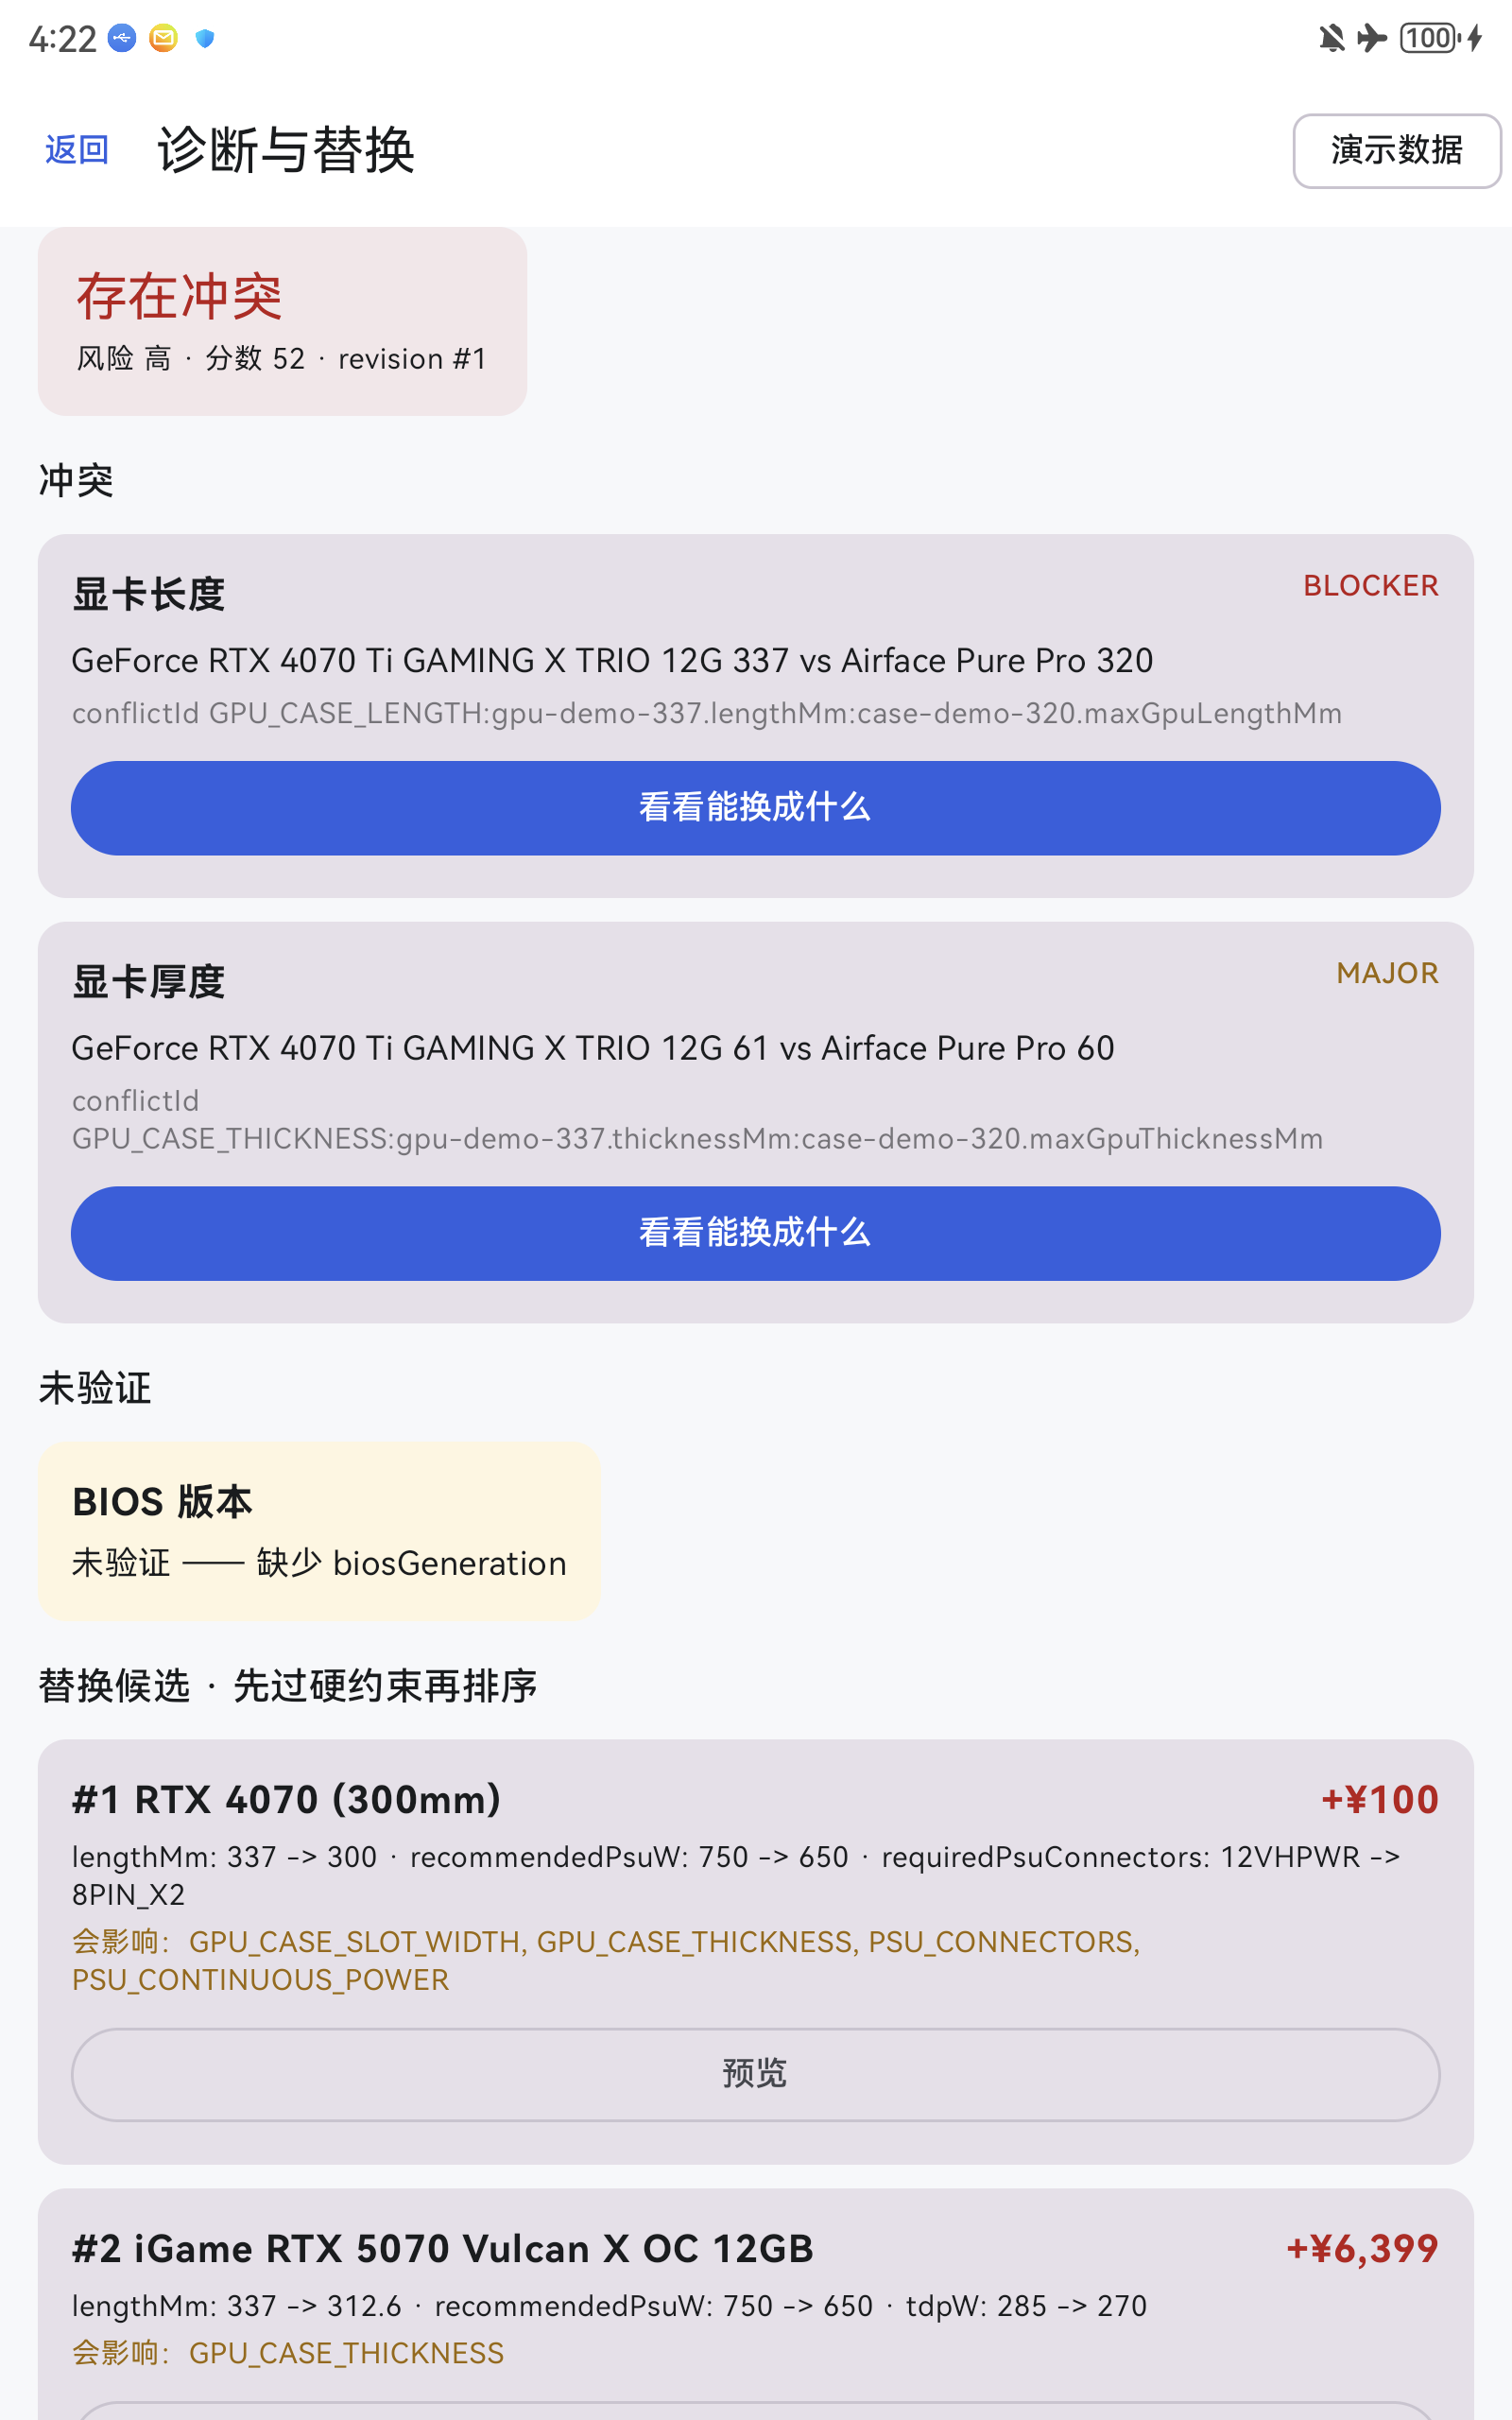 4:22
100
返回 诊断与替换 演示数据
存在冲突
风险 高 · 分数 52 · revision #1
冲突
显卡长度 BLOCKER
GeForce RTX 4070 Ti GAMING X TRIO 12G 337 vs Airface Pure Pro 320
conflictId GPU_CASE_LENGTH:gpu-demo-337.lengthMm:case-demo-320.maxGpuLengthMm
看看能换成什么
显卡厚度 MAJOR
GeForce RTX 4070 Ti GAMING X TRIO 12G 61 vs Airface Pure Pro 60
conflictId
GPU_CASE_THICKNESS:gpu-demo-337.thicknessMm:case-demo-320.maxGpuThicknessMm
看看能换成什么
未验证
BIOS 版本
未验证 —— 缺少 biosGeneration
替换候选 · 先过硬约束再排序
#1 RTX 4070 (300mm) +¥100
lengthMm: 337 -> 300 · recommendedPsuW: 750 -> 650 · requiredPsuConnectors: 12VHPWR ->
8PIN_X2
会影响：GPU_CASE_SLOT_WIDTH, GPU_CASE_THICKNESS, PSU_CONNECTORS,
PSU_CONTINUOUS_POWER
预览
#2 iGame RTX 5070 Vulcan X OC 12GB +¥6,399
lengthMm: 337 -> 312.6 · recommendedPsuW: 750 -> 650 · tdpW: 285 -> 270
会影响：GPU_CASE_THICKNESS